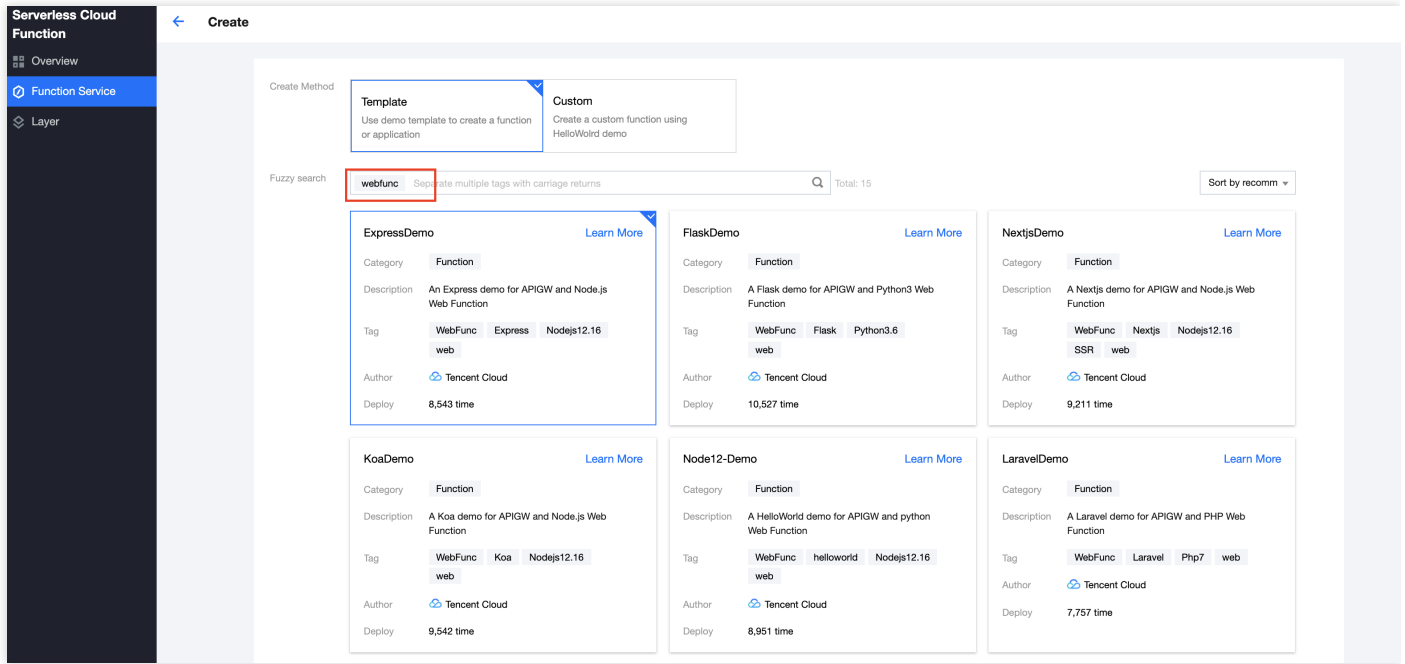 Serverless Cloud
Function
Overview
Function Service
Layer
Create
Create Method
Template
Use demo template to create a function
or application
Custom
Create a custom function using
HelloWolrd demo
Fuzzy search
webfunc Separate multiple tags with carriage returns
Total: 15
Sort by recomm
ExpressDemo Learn More
Category Function
Description An Express demo for APIGW and Node.js
Web Function
Tag WebFunc Express Nodejs12.16
web
Author Tencent Cloud
Deploy 8,543 time
FlaskDemo Learn More
Category Function
Description A Flask demo for APIGW and Python3 Web
Function
Tag WebFunc Flask Python3.6
web
Author Tencent Cloud
Deploy 10,527 time
NextjsDemo Learn More
Category Function
Description A Nextjs demo for APIGW and Node.js Web
Function
Tag WebFunc Nextjs Nodejs12.16
SSR web
Author Tencent Cloud
Deploy 9,211 time
KoaDemo Learn More
Category Function
Description A Koa demo for APIGW and Node.js Web
Function
Tag WebFunc Koa Nodejs12.16
web
Author Tencent Cloud
Deploy 9,542 time
Node12-Demo Learn More
Category Function
Description A HelloWorld demo for APIGW and python
Web Function
Tag WebFunc helloworld Nodejs12.16
web
Author Tencent Cloud
Deploy 8,951 time
LaravelDemo Learn More
Category Function
Description A Laravel demo for APIGW and PHP Web
Function
Tag WebFunc Laravel Php7 web
Author Tencent Cloud
Deploy 7,757 time